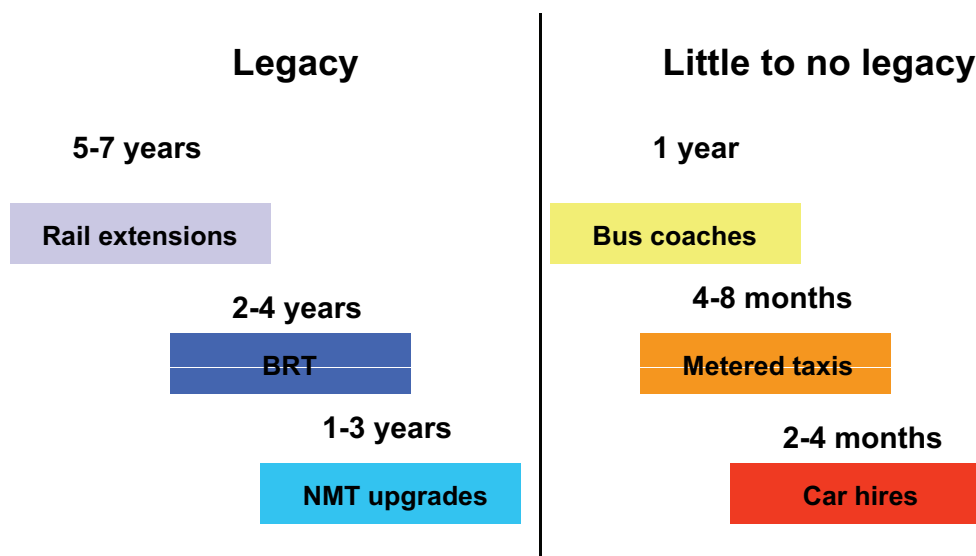 Legacy
5-7 years
Rail extensions
2-4 years
BRT
1-3 years
NMT upgrades
Little to no legacy
1 year
Bus coaches
4-8 months
Metered taxis
2-4 months
Car hires